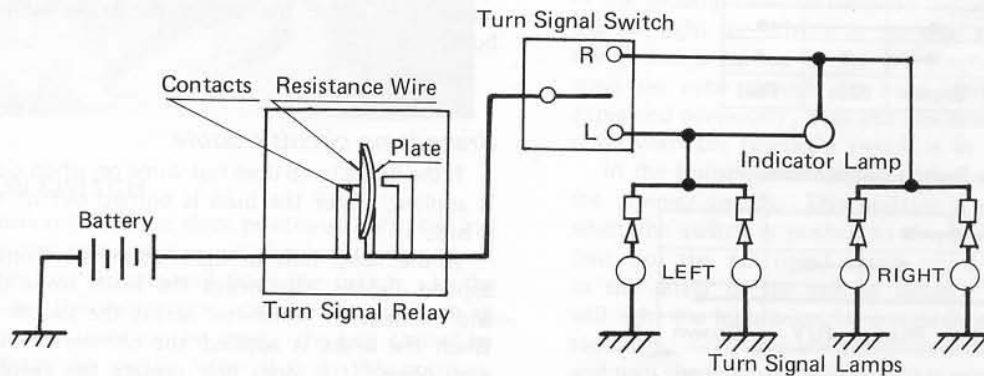 Turn Signal Switch
R
Contacts Resistance Wire
Plate
L
Indicator Lamp
Battery
LEFT
RIGHT
Turn Signal Relay
Turn Signal Lamps